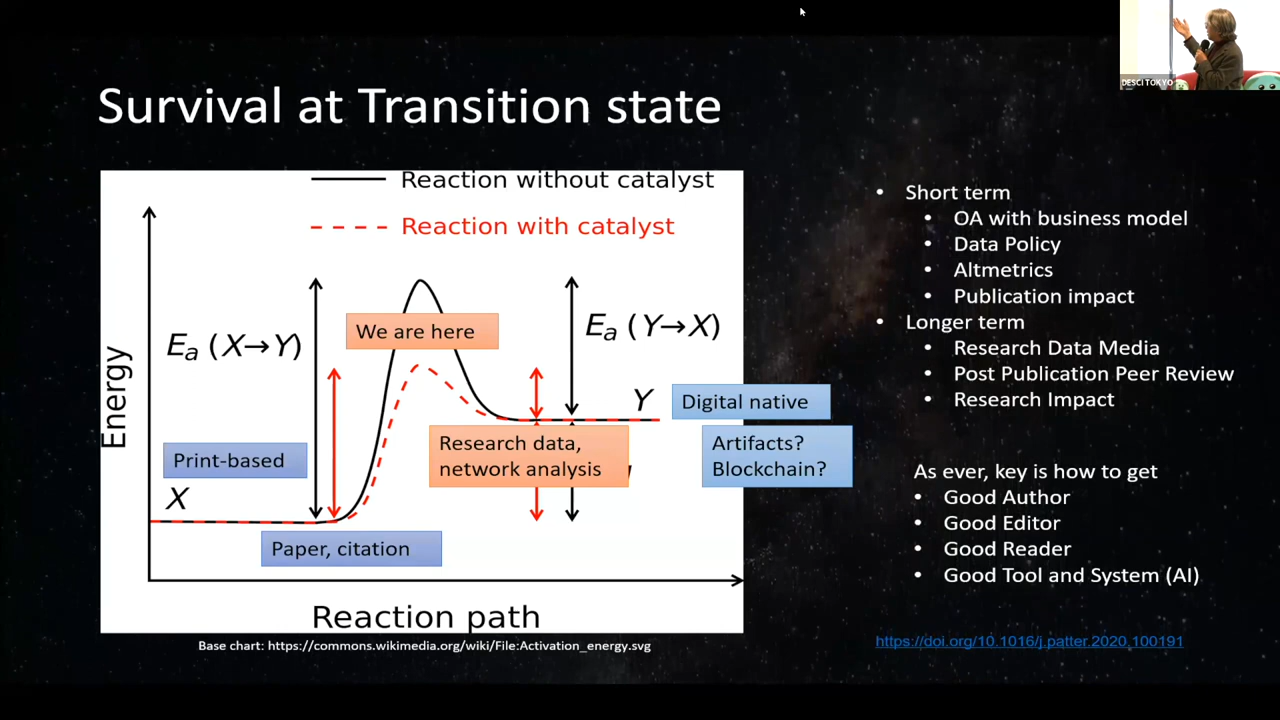 DESCI TOKYO
Survival at Transition state
Reaction without catalyst
Reaction with catalyst
Energy
Ea (X→Y)
We are here
Ea (Y→X)
Y
Digital native
Print-based
Research data,
network analysis
Artifacts?
Blockchain?
X
Paper, citation
Reaction path
Base chart: https://commons.wikimedia.org/wiki/File:Activation_energy.svg
• Short term
• OA with business model
• Data Policy
• Altmetrics
• Publication impact
• Longer term
• Research Data Media
• Post Publication Peer Review
• Research Impact
As ever, key is how to get
• Good Author
• Good Editor
• Good Reader
• Good Tool and System (AI)
https://doi.org/10.1016/j.patter.2020.100191